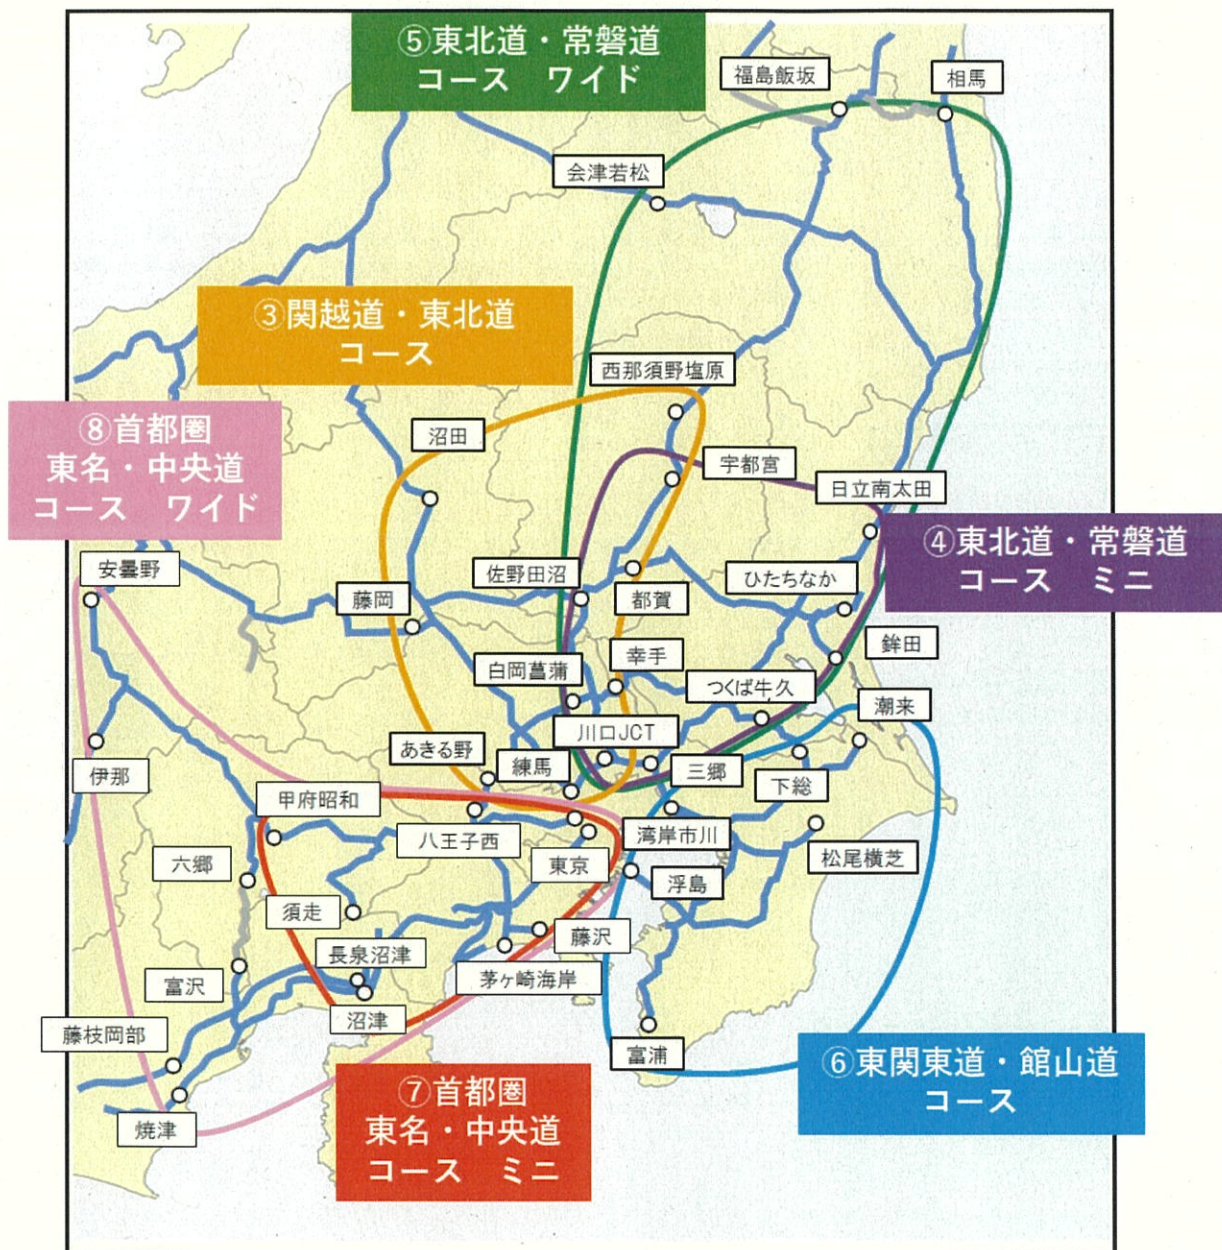 ⑤東北道・常磐道
コース　ワイド
福島飯坂
相馬
会津若松
③関越道・東北道
コース
西那須野塩原
⑧首都圏
東名・中央道
コース　ワイド
沼田
宇都宮
日立南太田
④東北道・常磐道
コース　ミニ
安曇野
佐野田沼
ひたちなか
藤岡
都賀
鉾田
白岡菖蒲
幸手
つくば牛久
潮来
川口JCT
あきる野
練馬
三郷
下総
伊那
甲府昭和
八王子西
湾岸市川
東京
松尾横芝
六郷
浮島
須走
藤沢
長泉沼津
茅ヶ崎海岸
富沢
沼津
藤枝岡部
富浦
⑥東関東道・館山道
コース
⑦首都圏
東名・中央道
コース　ミニ
焼津